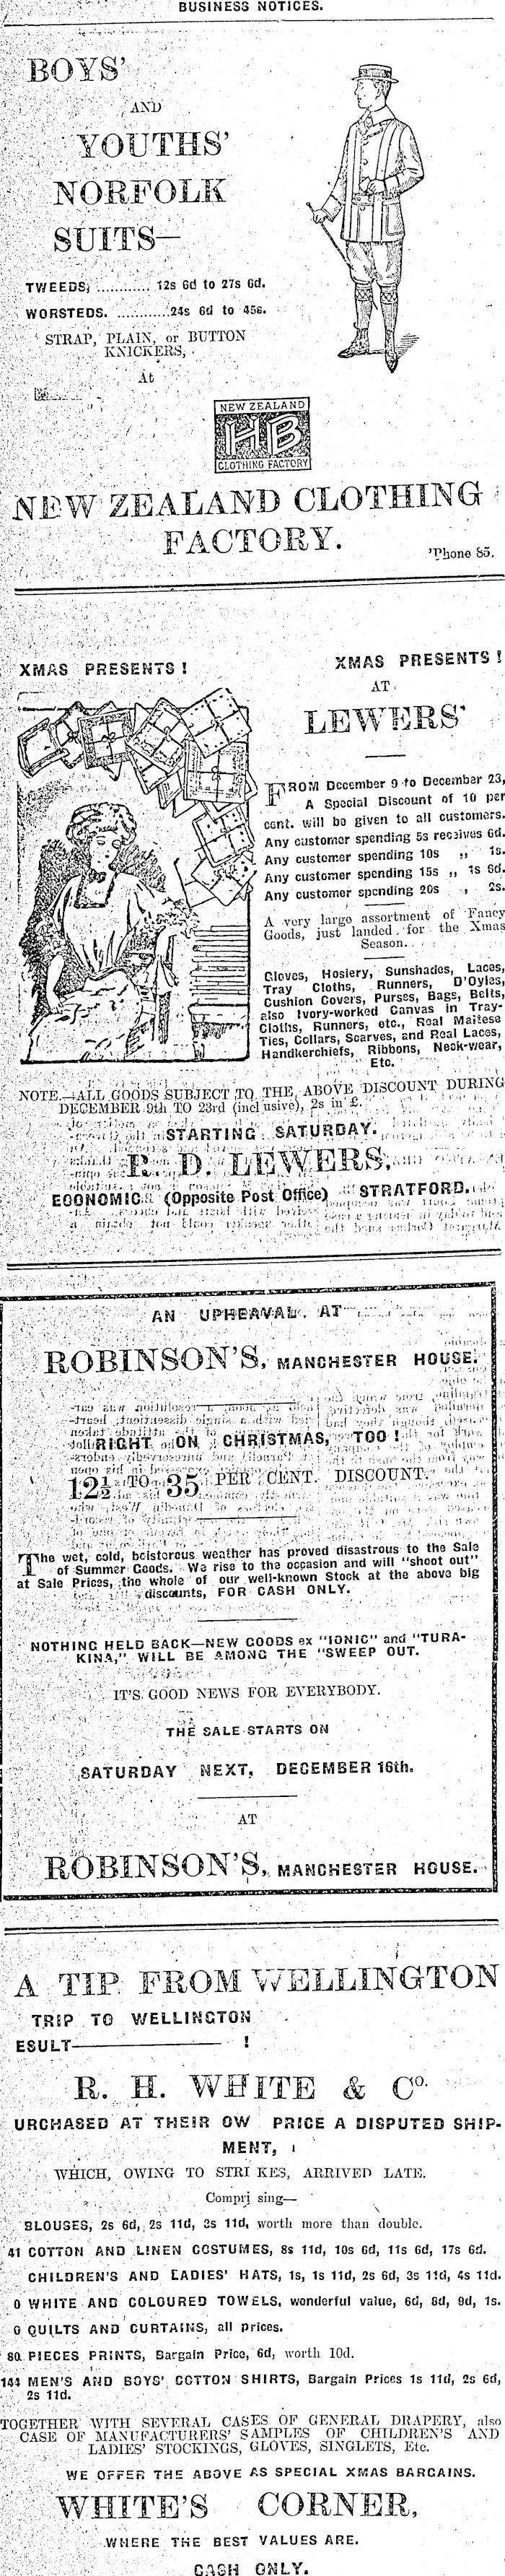 BUSINESS NOTICES.
BOYS'
AND
YOUTHS'
NORFOLK
SUITS—
TWEEDS, ............ 12s 6d to 27s 6d.
WORSTEDS. ............24s 6d to 45s.
STRAP, PLAIN, or BUTTON
KNICKERS,
At
NEW ZEALAND
HB
CLOTHING FACTORY
NEW ZEALAND CLOTHING
FACTORY.
'Phone 85.
XMAS PRESENTS!
XMAS PRESENTS!
AT
LEWERS'
FROM December 9 to December 23,
A Special Discount of 10 per
cent. will be given to all customers.
Any customer spending 5s receives 6d.
Any customer spending 10s ,, 1s.
Any customer spending 15s ,, 1s 6d.
Any customer spending 20s , 2s.
A very large assortment of Fancy
Goods, just landed for the Xmas
Season.
Gloves, Hosiery, Sunshades, Laces,
Tray Cloths, Runners, D'Oyles,
Cushion Covers, Purses, Bags, Belts,
also Ivory-worked Canvas in Tray-
Cloths, Runners, etc., Real Maltese
Ties, Collars, Scarves, and Real Laces,
Handkerchiefs, Ribbons, Neck-wear,
Etc.
NOTE.—ALL GOODS SUBJECT TO THE ABOVE DISCOUNT DURING
DECEMBER 9th TO 23rd (inclusive), 2s in £.
STARTING SATURDAY.
R. D. LEWERS,
ECONOMIC (Opposite Post Office) STRATFORD.
AN UPHEAVAL AT
ROBINSON'S, MANCHESTER HOUSE.
RIGHT ON CHRISTMAS, TOO!
12½ TO 35 PER CENT. DISCOUNT.
The wet, cold, boisterous weather has proved disastrous to the Sale
of Summer Goods. We rise to the occasion and will "shoot out"
at Sale Prices, the whole of our well-known Stock at the above big
discounts, FOR CASH ONLY.
NOTHING HELD BACK—NEW GOODS ex "IONIC" and "TURA-
KINA," WILL BE AMONG THE "SWEEP OUT.
IT'S GOOD NEWS FOR EVERYBODY.
THE SALE STARTS ON
SATURDAY NEXT, DECEMBER 16th.
AT
ROBINSON'S, MANCHESTER HOUSE.
A TIP FROM WELLINGTON
TRIP TO WELLINGTON
ESULT———— !
R. H. WHITE & Co.
URCHASED AT THEIR OW PRICE A DISPUTED SHIP-
MENT,
WHICH, OWING TO STRIKES, ARRIVED LATE.
Comprising—
BLOUSES, 2s 6d, 2s 11d, 3s 11d, worth more than double.
41 COTTON AND LINEN COSTUMES, 8s 11d, 10s 6d, 11s 6d, 17s 6d.
CHILDREN'S AND LADIES' HATS, 1s, 1s 11d, 2s 6d, 3s 11d, 4s 11d.
0 WHITE AND COLOURED TOWELS, wonderful value, 6d, 8d, 9d, 1s.
0 QUILTS AND CURTAINS, all prices.
80 PIECES PRINTS, Bargain Price, 6d, worth 10d.
144 MEN'S AND BOYS' COTTON SHIRTS, Bargain Prices 1s 11d, 2s 6d,
2s 11d.
TOGETHER WITH SEVERAL CASES OF GENERAL DRAPERY, also
CASE OF MANUFACTURERS' SAMPLES OF CHILDREN'S AND
LADIES' STOCKINGS, GLOVES, SINGLETS, Etc.
WE OFFER THE ABOVE AS SPECIAL XMAS BARGAINS.
WHITE'S CORNER,
WHERE THE BEST VALUES ARE.
CASH ONLY.